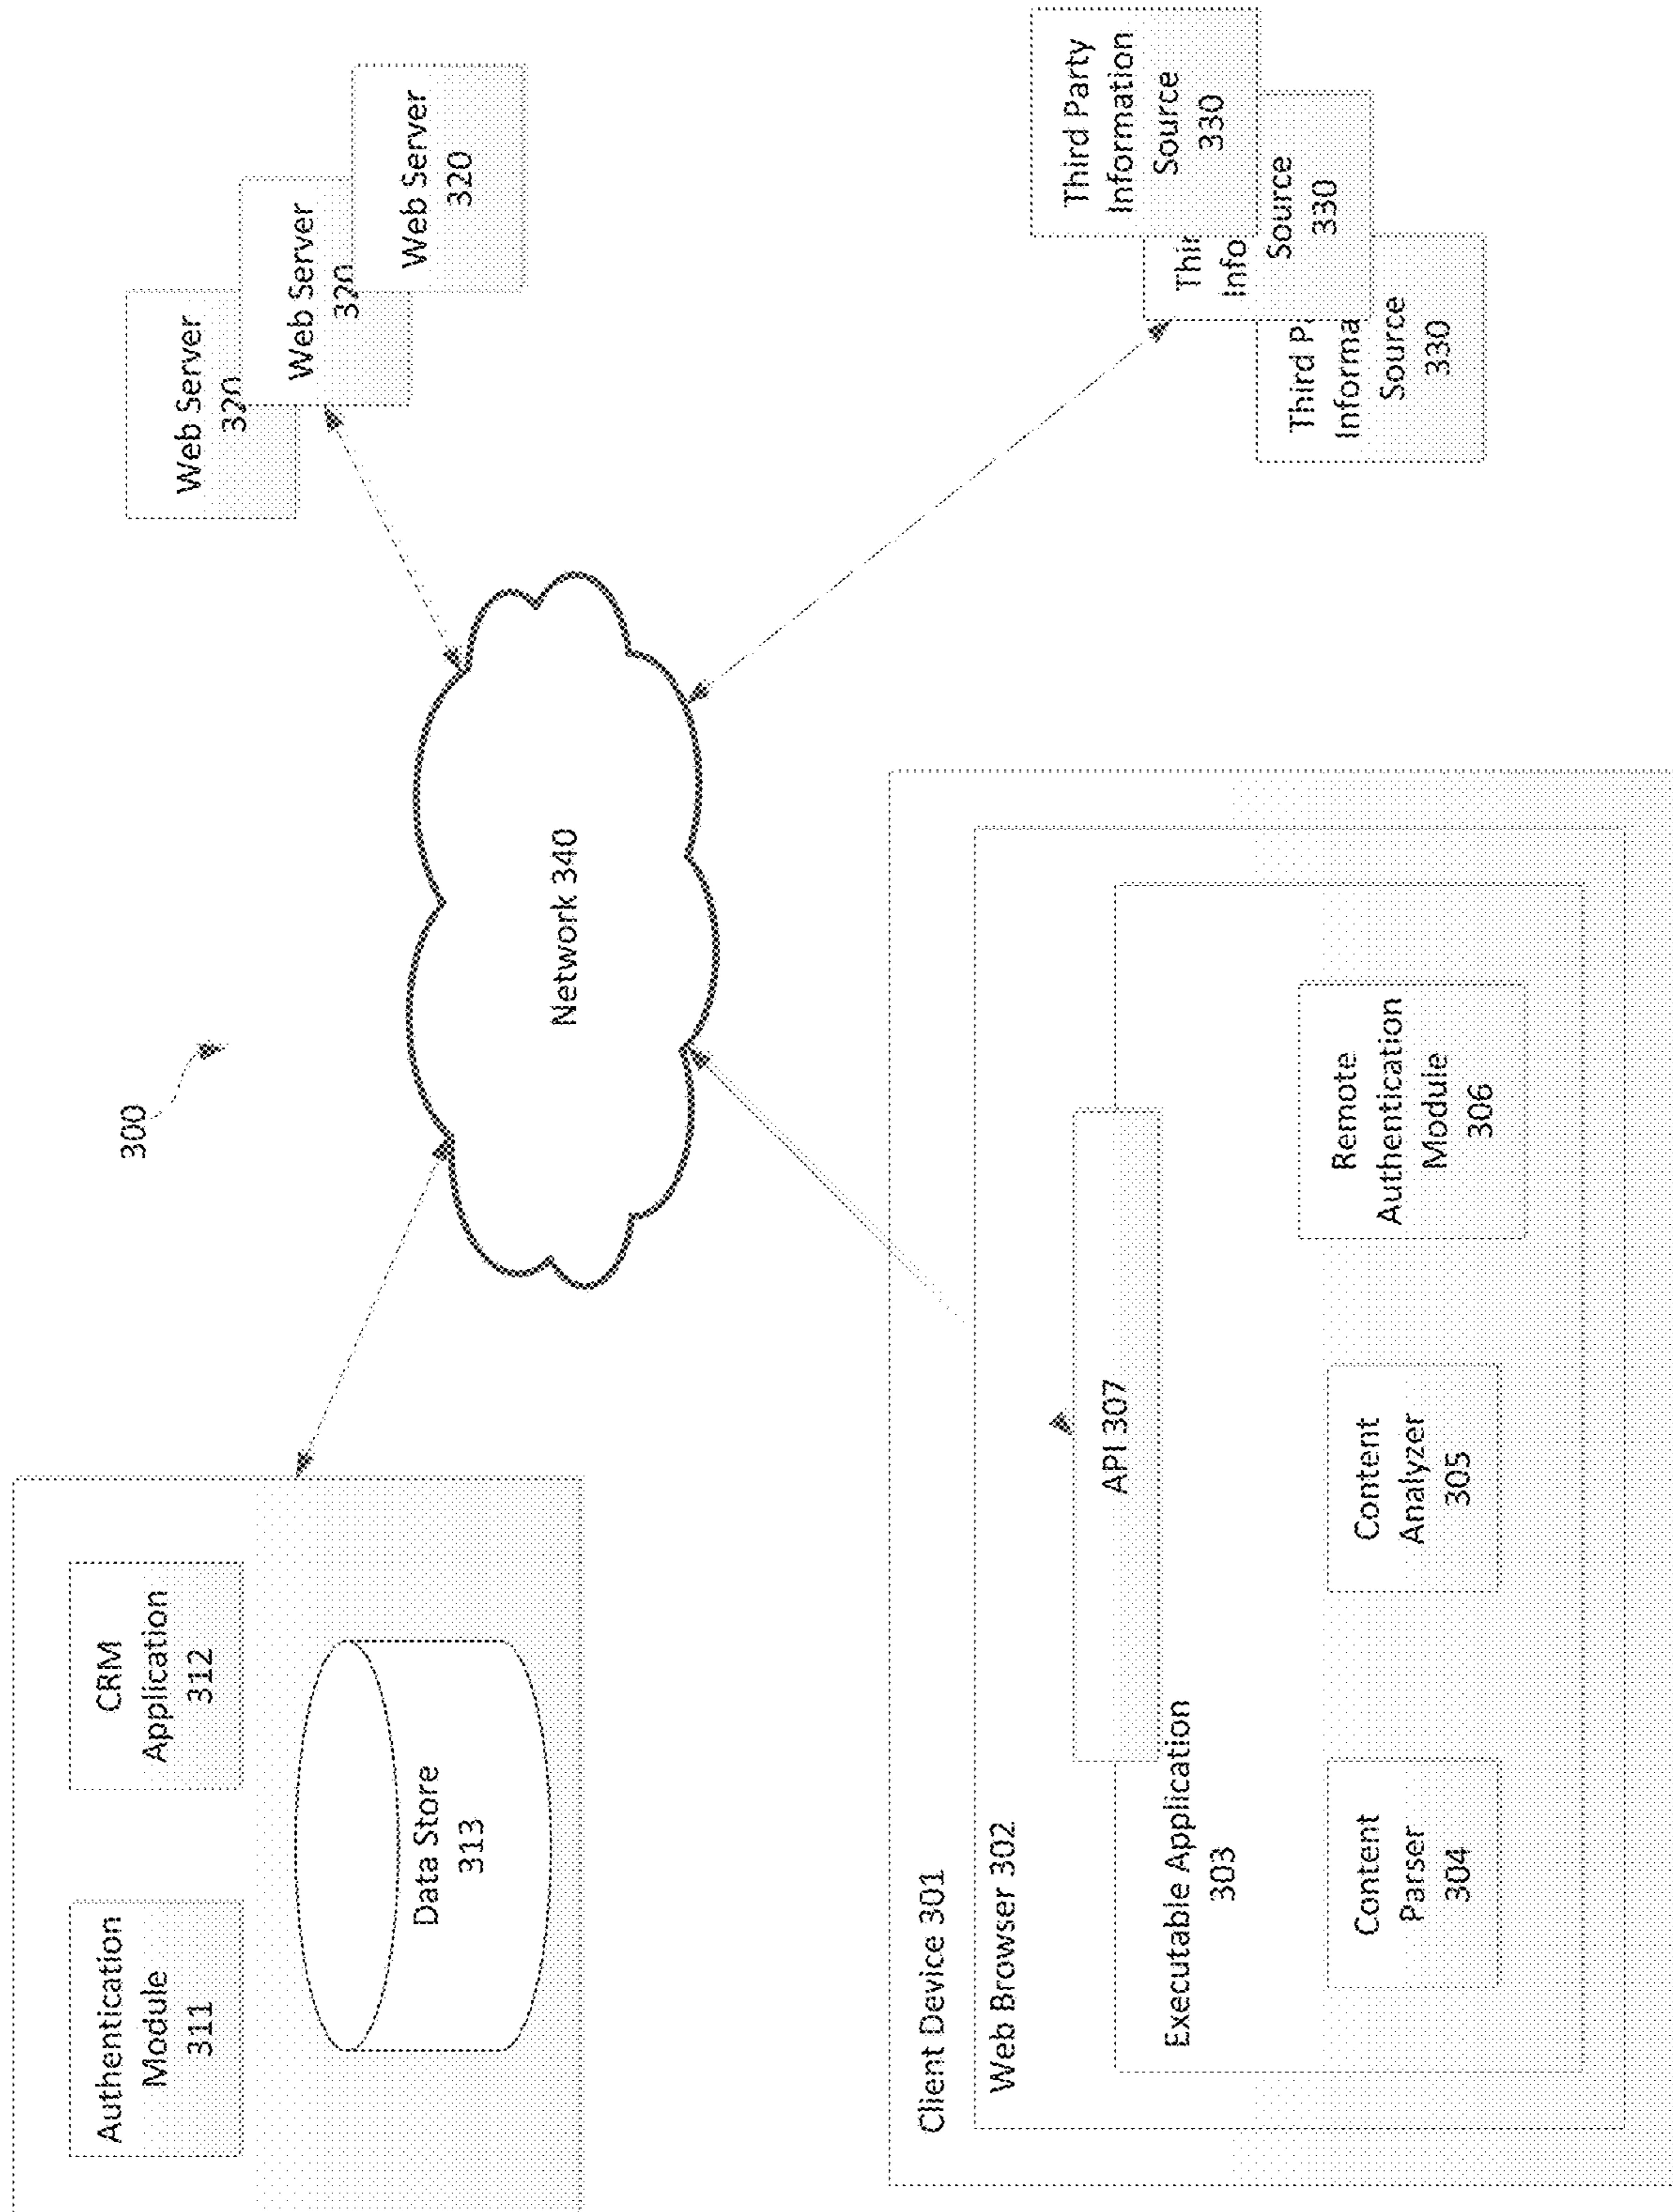 300
Authentication
Module
311
CRM
Application
312
Data Store
313
Web Server
320
Web Server
320
Web Server
320
Network 340
Client Device 301
Web Browser 302
API 307
Executable Application
303
Content
Parser
304
Content
Analyzer
305
Remote
Authentication
Module
306
Third Party
Information
Source
330
Thir
Info
Source
330
Third P
Informa
Source
330